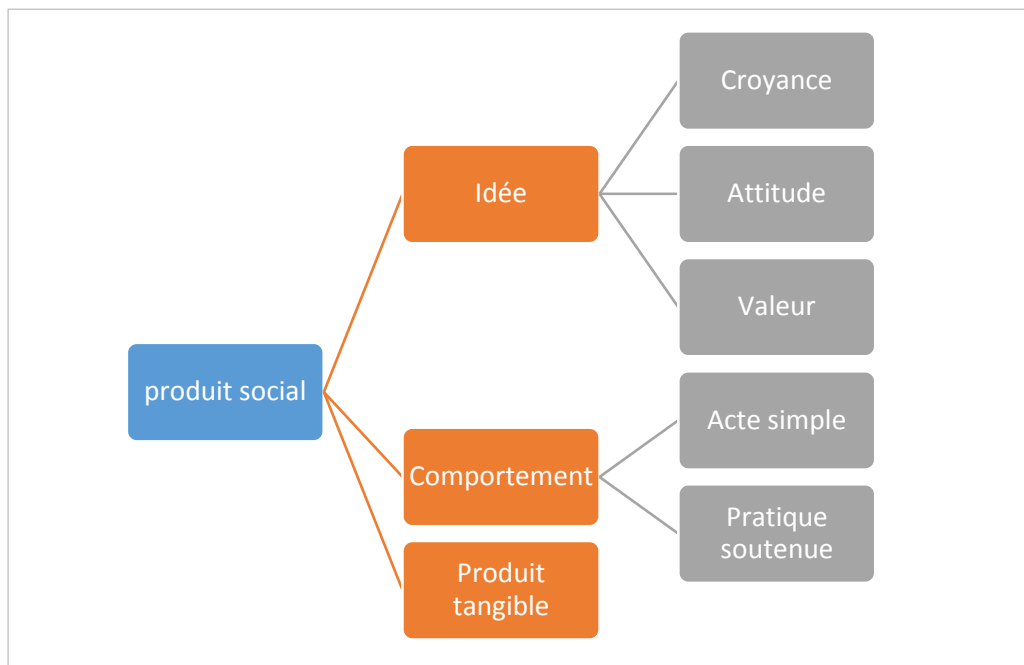 produit social
Idée
Croyance
Attitude
Valeur
Comportement
Acte simple
Pratique
soutenue
Produit
tangible